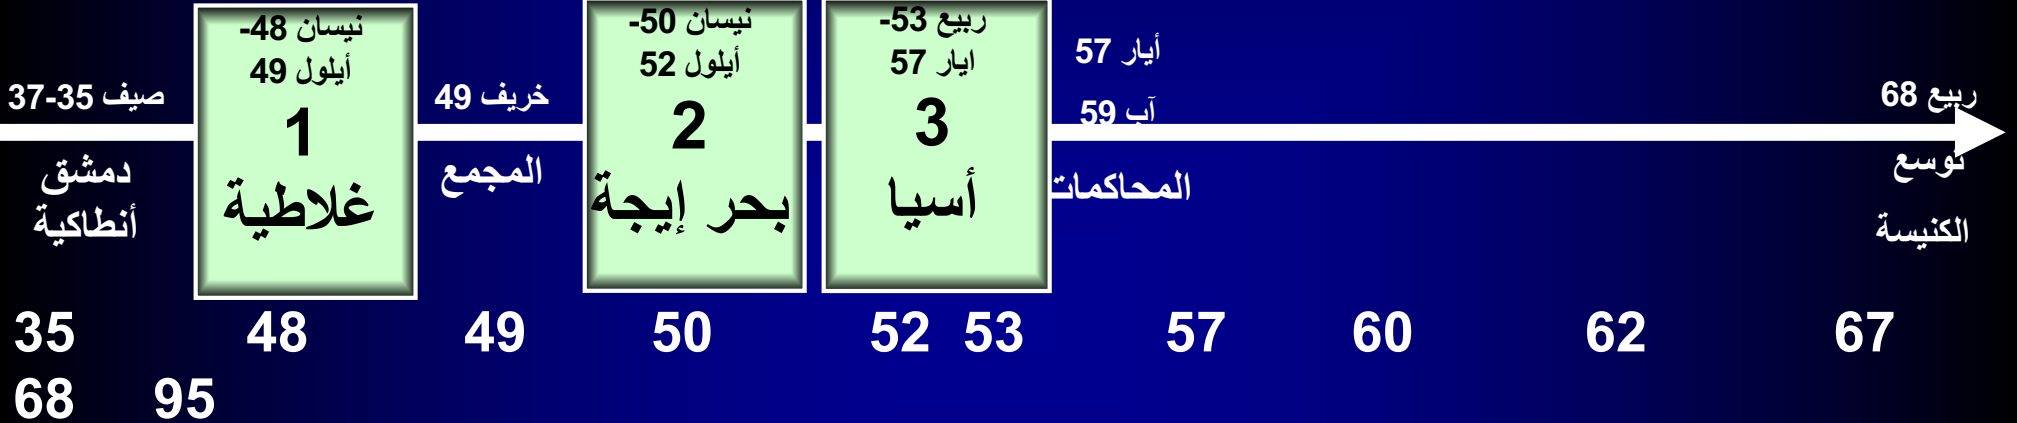 صيف 35-37
دمشق
أنطاكية
نيسان 48-
أيلول 49
1
غلاطية
خريف 49
المجمع
نيسان 50-
أيلول 52
2
بحر إيجة
ربيع 53-
ايار 57
3
أسيا
أيار 57
آب 59
المحاكمات
ربيع 68
توسع
الكنيسة
35 48 49 50 52 53 57 60 62 67
68 95